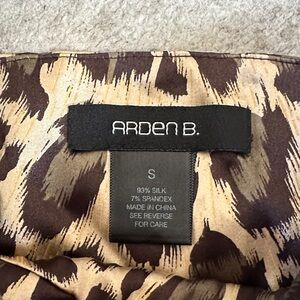 ARDEN B.
S
93% SILK
7% SPANDEX
MADE IN CHINA
SEE REVERSE
FOR CARE